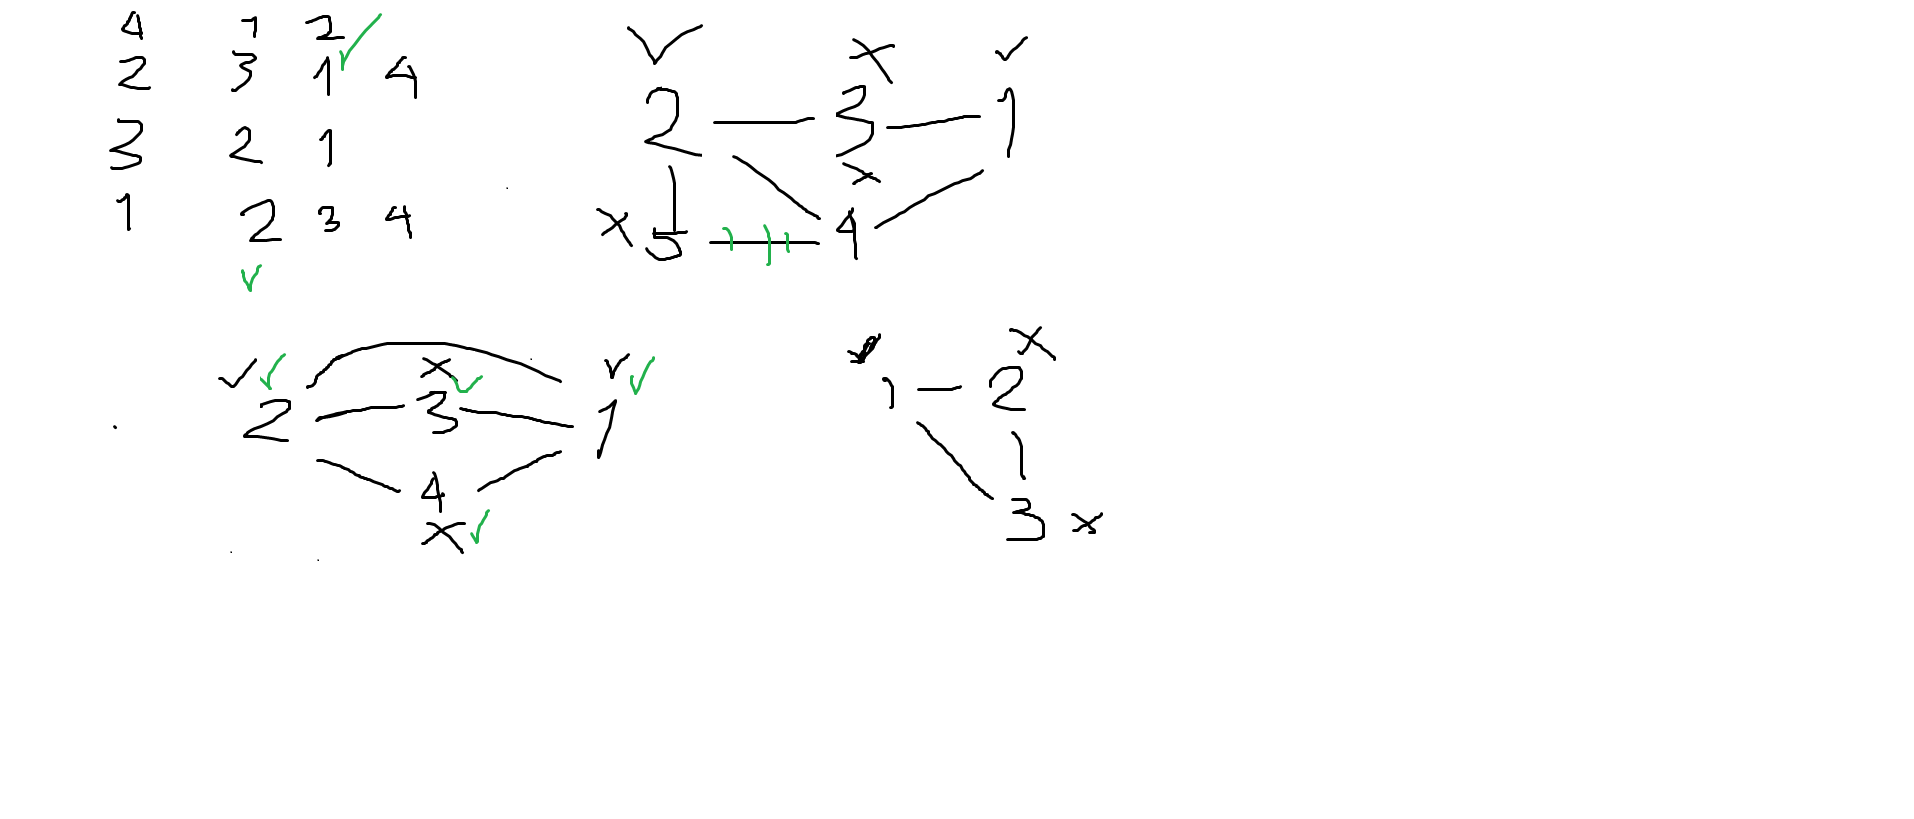 4 1 2 ✓
2 3 1 4
3 2 1
1 2 3 4
✓
✓ x ✓
2 3 1
x
x 5 4
✓ ✓ x ✓ ✓ ✓
2 3 1
4
x ✓
x
1 2
3 x